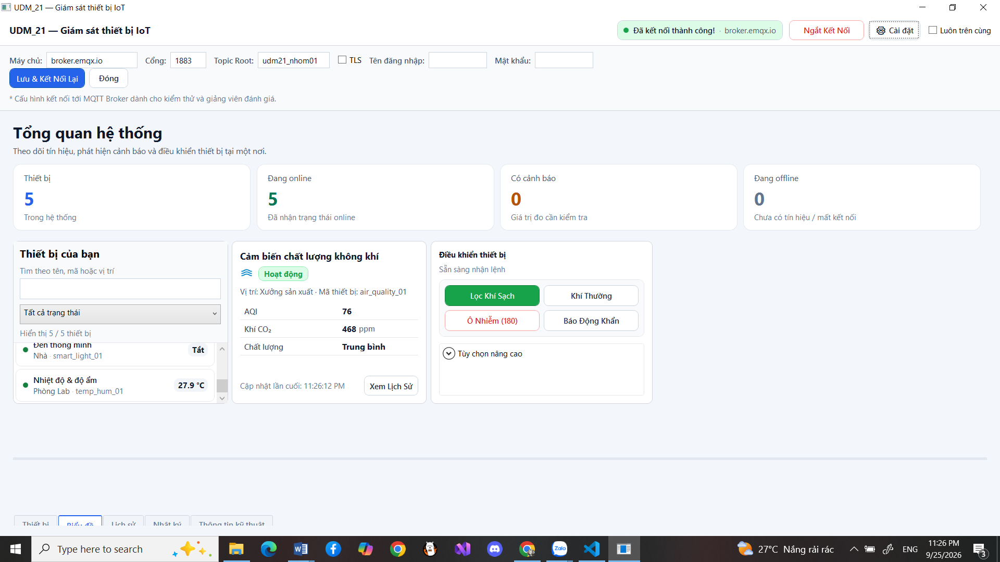 UDM_21 — Giám sát thiết bị IoT
UDM_21 — Giám sát thiết bị IoT
Đã kết nối thành công! · broker.emqx.io
Ngắt Kết Nối
Cài đặt
Luôn trên cùng
Máy chủ: broker.emqx.io Cổng: 1883 Topic Root: udm21_nhom01 TLS Tên đăng nhập: Mật khẩu:
Lưu & Kết Nối Lại Đóng
* Cấu hình kết nối tới MQTT Broker dành cho kiểm thử và giảng viên đánh giá.
Tổng quan hệ thống
Theo dõi tín hiệu, phát hiện cảnh báo và điều khiển thiết bị tại một nơi.
Thiết bị
5
Trong hệ thống
Đang online
5
Đã nhận trạng thái online
Có cảnh báo
0
Giá trị đo cần kiểm tra
Đang offline
0
Chưa có tín hiệu / mất kết nối
Thiết bị của bạn
Tìm theo tên, mã hoặc vị trí
Tất cả trạng thái
Hiển thị 5 / 5 thiết bị
Đèn thông minh
Nhà · smart_light_01
Tắt
Nhiệt độ & độ ẩm
Phòng Lab · temp_hum_01
27.9 °C
Cảm biến chất lượng không khí
Hoạt động
Vị trí: Xưởng sản xuất · Mã thiết bị: air_quality_01
AQI 76
Khí CO₂ 468 ppm
Chất lượng Trung bình
Cập nhật lần cuối: 11:26:12 PM
Xem Lịch Sử
Điều khiển thiết bị
Sẵn sàng nhận lệnh
Lọc Khí Sạch
Khí Thường
Ô Nhiễm (180)
Báo Động Khẩn
Tùy chọn nâng cao
Thiết bị Biểu đồ Lịch sử Nhật ký Thông tin kỹ thuật
Type here to search
Zalo
27°C Nắng rải rác
ENG
11:26 PM
9/25/2026
3